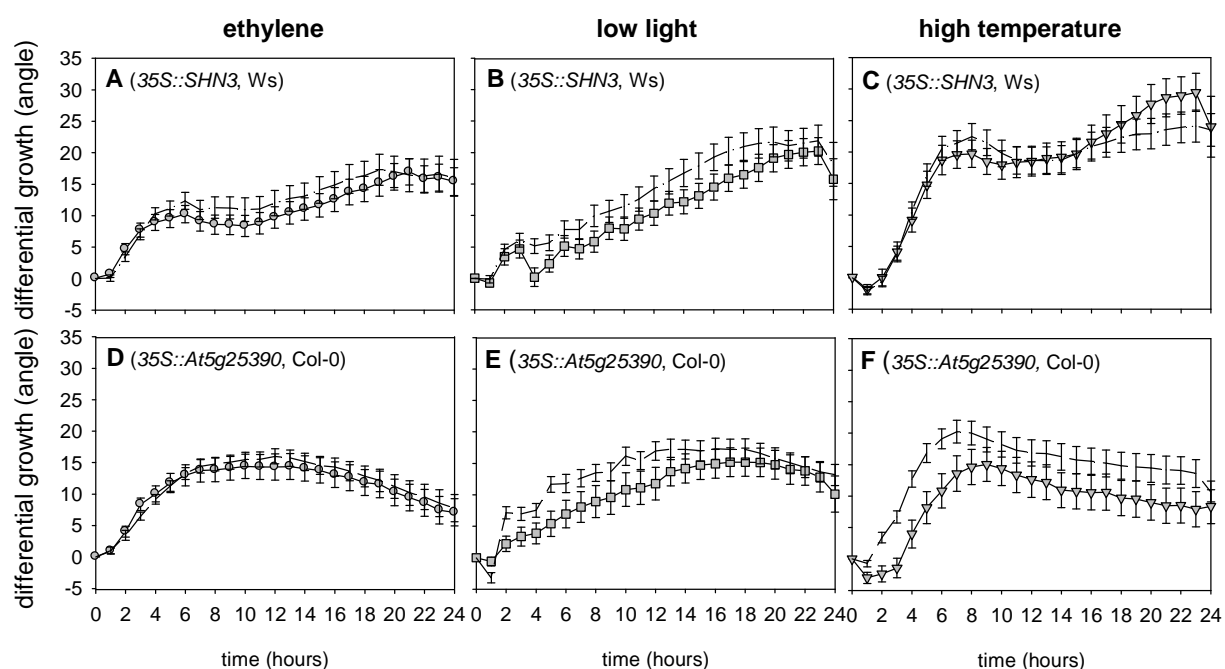 ethylene low light high temperature
differential growth (angle)
35
30
25
20
15
10
5
0
-5
A (35S::SHN3, Ws)
B (35S::SHN3, Ws)
C (35S::SHN3, Ws)
differential growth (angle)
35
30
25
20
15
10
5
0
-5
D (35S::At5g25390, Col-0)
E (35S::At5g25390, Col-0)
F (35S::At5g25390, Col-0)
0 2 4 6 8 10 12 14 16 18 20 22 24
0 2 4 6 8 10 12 14 16 18 20 22 24
0 2 4 6 8 10 12 14 16 18 20 22 24
time (hours) time (hours) time (hours)